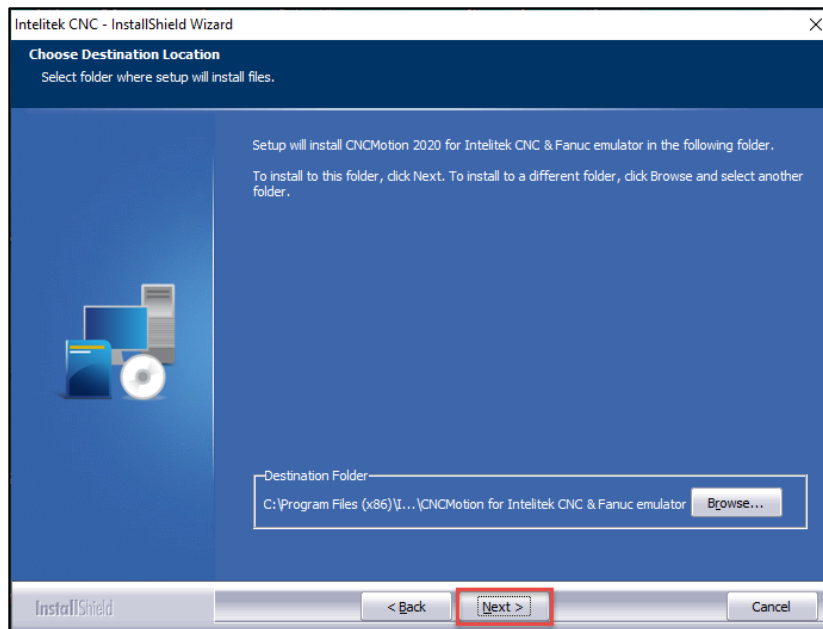 Intelitek CNC - InstallShield Wizard
Choose Destination Location
Select folder where setup will install files.
Setup will install CNCMotion 2020 for Intelitek CNC & Fanuc emulator in the following folder.
To install to this folder, click Next. To install to a different folder, click Browse and select another
folder.
Destination Folder
C:\Program Files (x86)\I...\CNCMotion for Intelitek CNC & Fanuc emulator
Browse...
InstallShield
< Back
Next >
Cancel